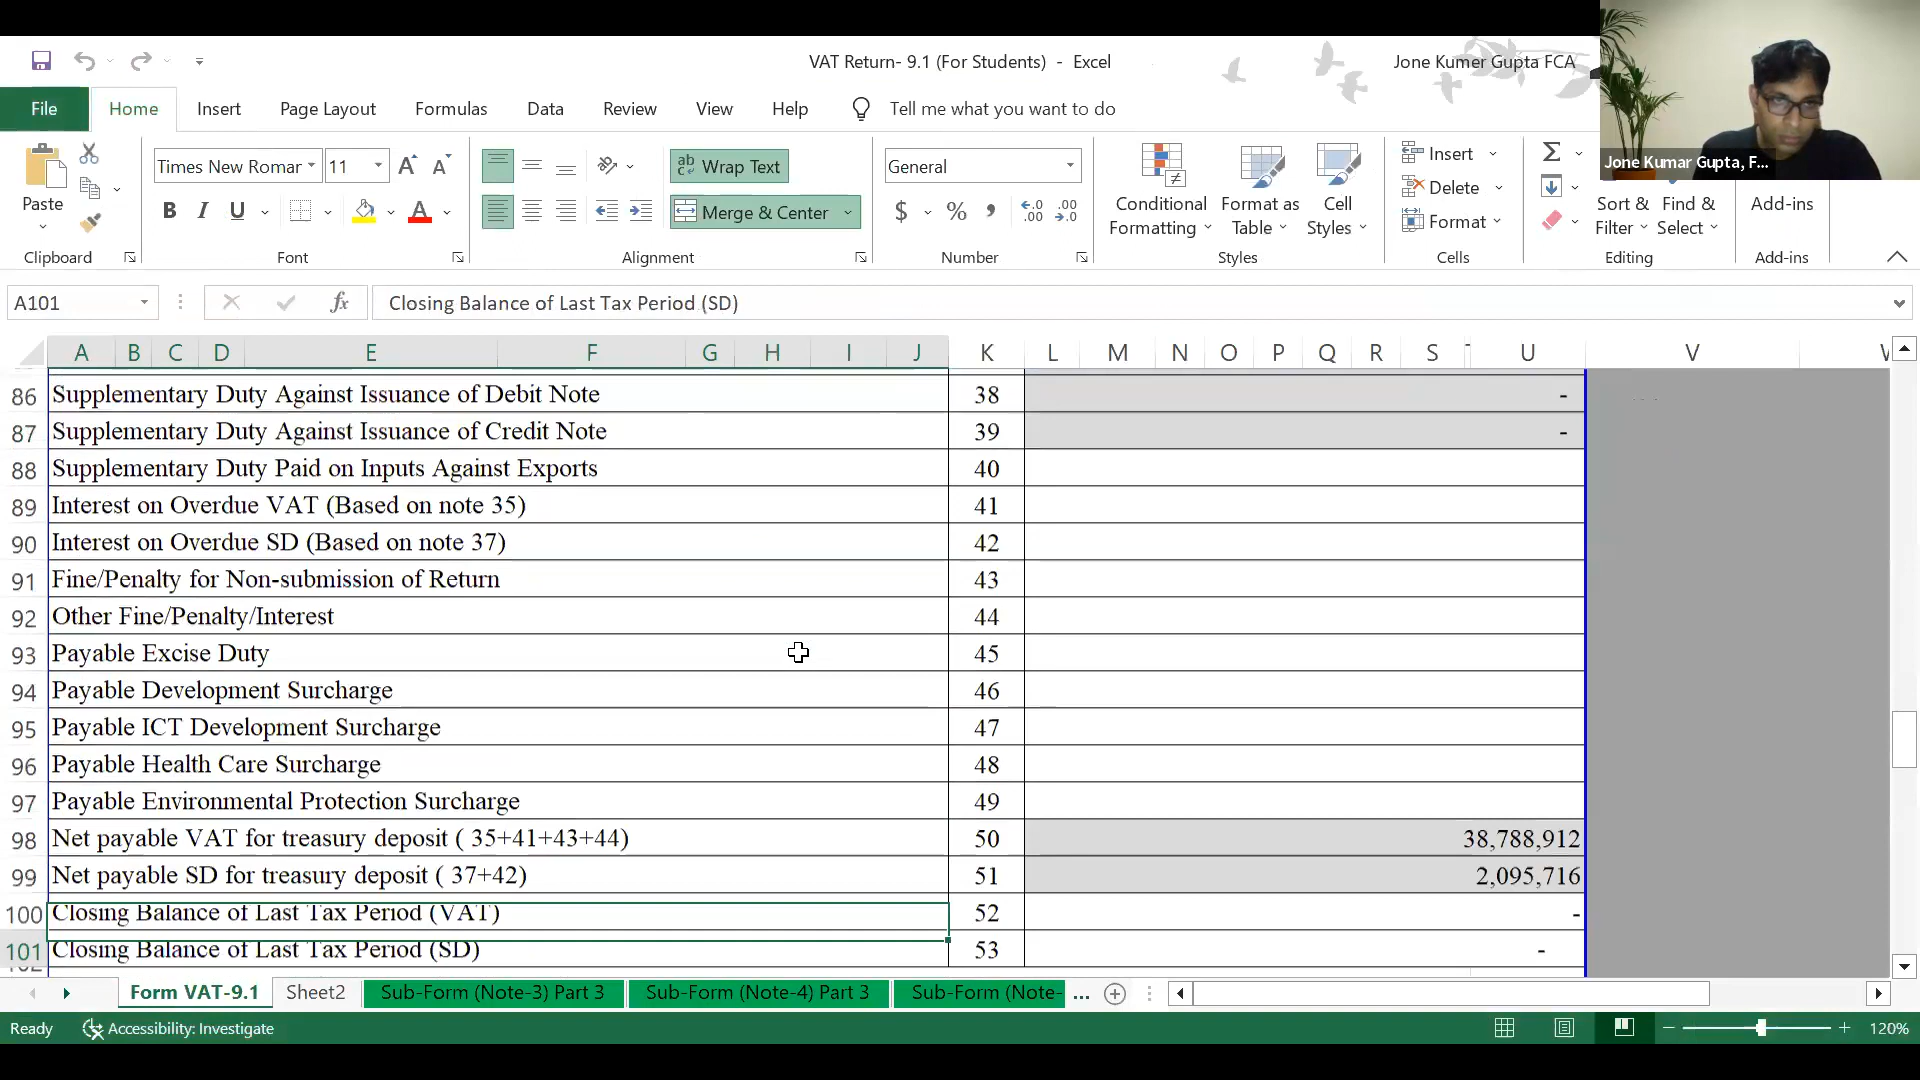 VAT Return- 9.1 (For Students) - Excel
Jone Kumer Gupta FCA
File Home Insert Page Layout Formulas Data Review View Help Tell me what you want to do
Jone Kumar Gupta, F...
Paste
Times New Romar 11
Wrap Text
Merge & Center
General
Conditional Formatting
Format as Table
Cell Styles
Insert
Delete
Format
Sort & Filter
Find & Select
Add-ins
Clipboard Font Alignment Number Styles Cells Editing Add-ins
A101 fx Closing Balance of Last Tax Period (SD)
A B C D E F G H I J K L M N O P Q R S T U V
86 Supplementary Duty Against Issuance of Debit Note 38 -
87 Supplementary Duty Against Issuance of Credit Note 39 -
88 Supplementary Duty Paid on Inputs Against Exports 40
89 Interest on Overdue VAT (Based on note 35) 41
90 Interest on Overdue SD (Based on note 37) 42
91 Fine/Penalty for Non-submission of Return 43
92 Other Fine/Penalty/Interest 44
93 Payable Excise Duty 45
94 Payable Development Surcharge 46
95 Payable ICT Development Surcharge 47
96 Payable Health Care Surcharge 48
97 Payable Environmental Protection Surcharge 49
98 Net payable VAT for treasury deposit ( 35+41+43+44) 50 38,788,912
99 Net payable SD for treasury deposit ( 37+42) 51 2,095,716
100 Closing Balance of Last Tax Period (VAT) 52 -
101 Closing Balance of Last Tax Period (SD) 53 -
102
Form VAT-9.1 Sheet2 Sub-Form (Note-3) Part 3 Sub-Form (Note-4) Part 3 Sub-Form (Note- ...
Ready Accessibility: Investigate 120%